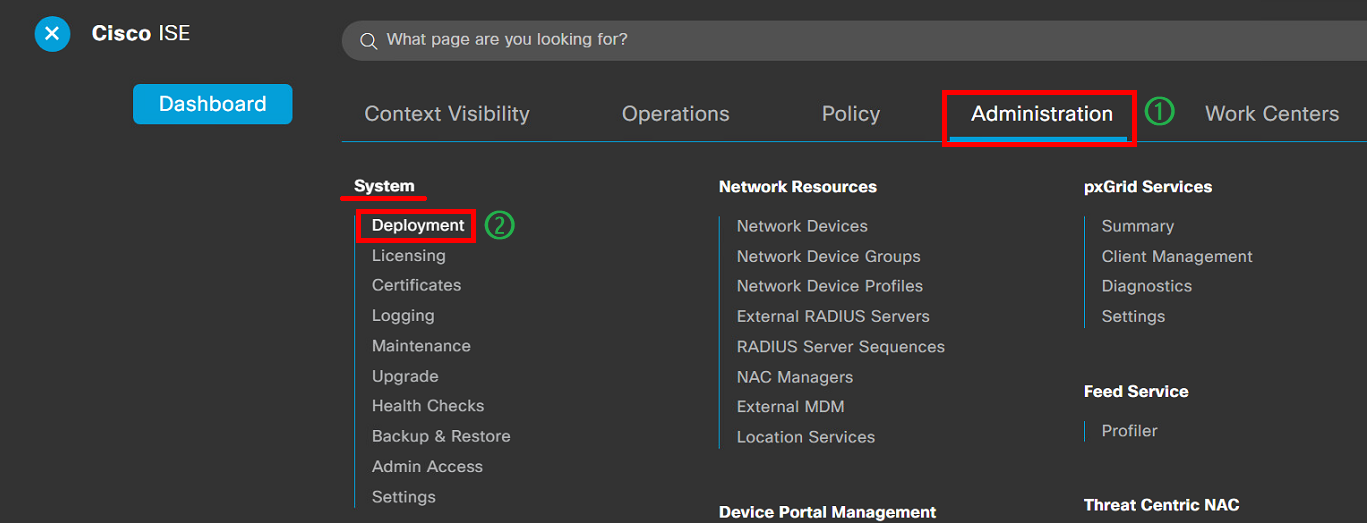 Cisco ISE
What page are you looking for?
Dashboard
Context Visibility
Operations
Policy
Administration
1
Work Centers
System
Deployment
2
Licensing
Certificates
Logging
Maintenance
Upgrade
Health Checks
Backup & Restore
Admin Access
Settings
Network Resources
Network Devices
Network Device Groups
Network Device Profiles
External RADIUS Servers
RADIUS Server Sequences
NAC Managers
External MDM
Location Services
Device Portal Management
pxGrid Services
Summary
Client Management
Diagnostics
Settings
Feed Service
Profiler
Threat Centric NAC